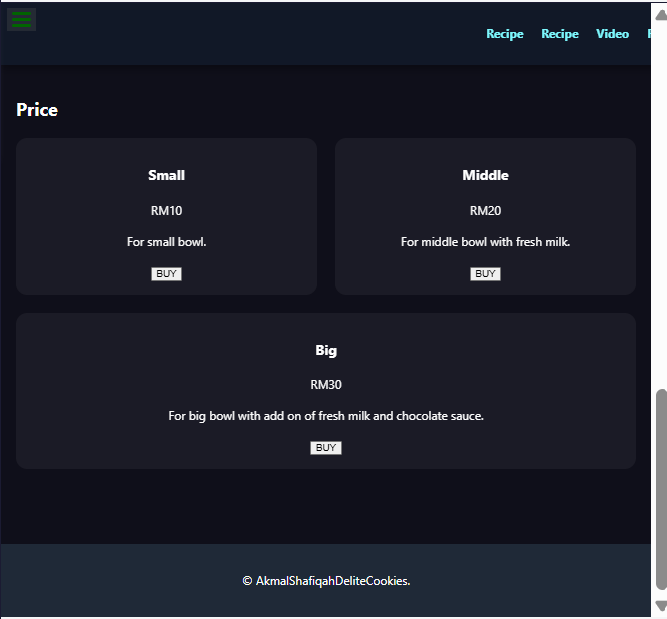 Recipe Recipe Video
Price
Small
RM10
For small bowl.
BUY
Middle
RM20
For middle bowl with fresh milk.
BUY
Big
RM30
For big bowl with add on of fresh milk and chocolate sauce.
BUY
© AkmalShafiqahDeliteCookies.